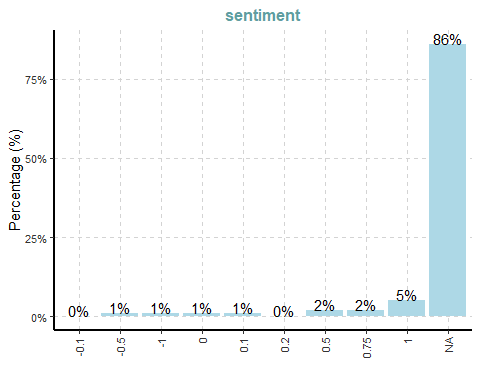 sentiment
Percentage (%)
75%
50%
25%
0%
0% 1% 1% 1% 1% 0% 2% 2% 5% 86%
-0.1 -0.5 -1 0 0.1 0.2 0.5 0.75 1 NA